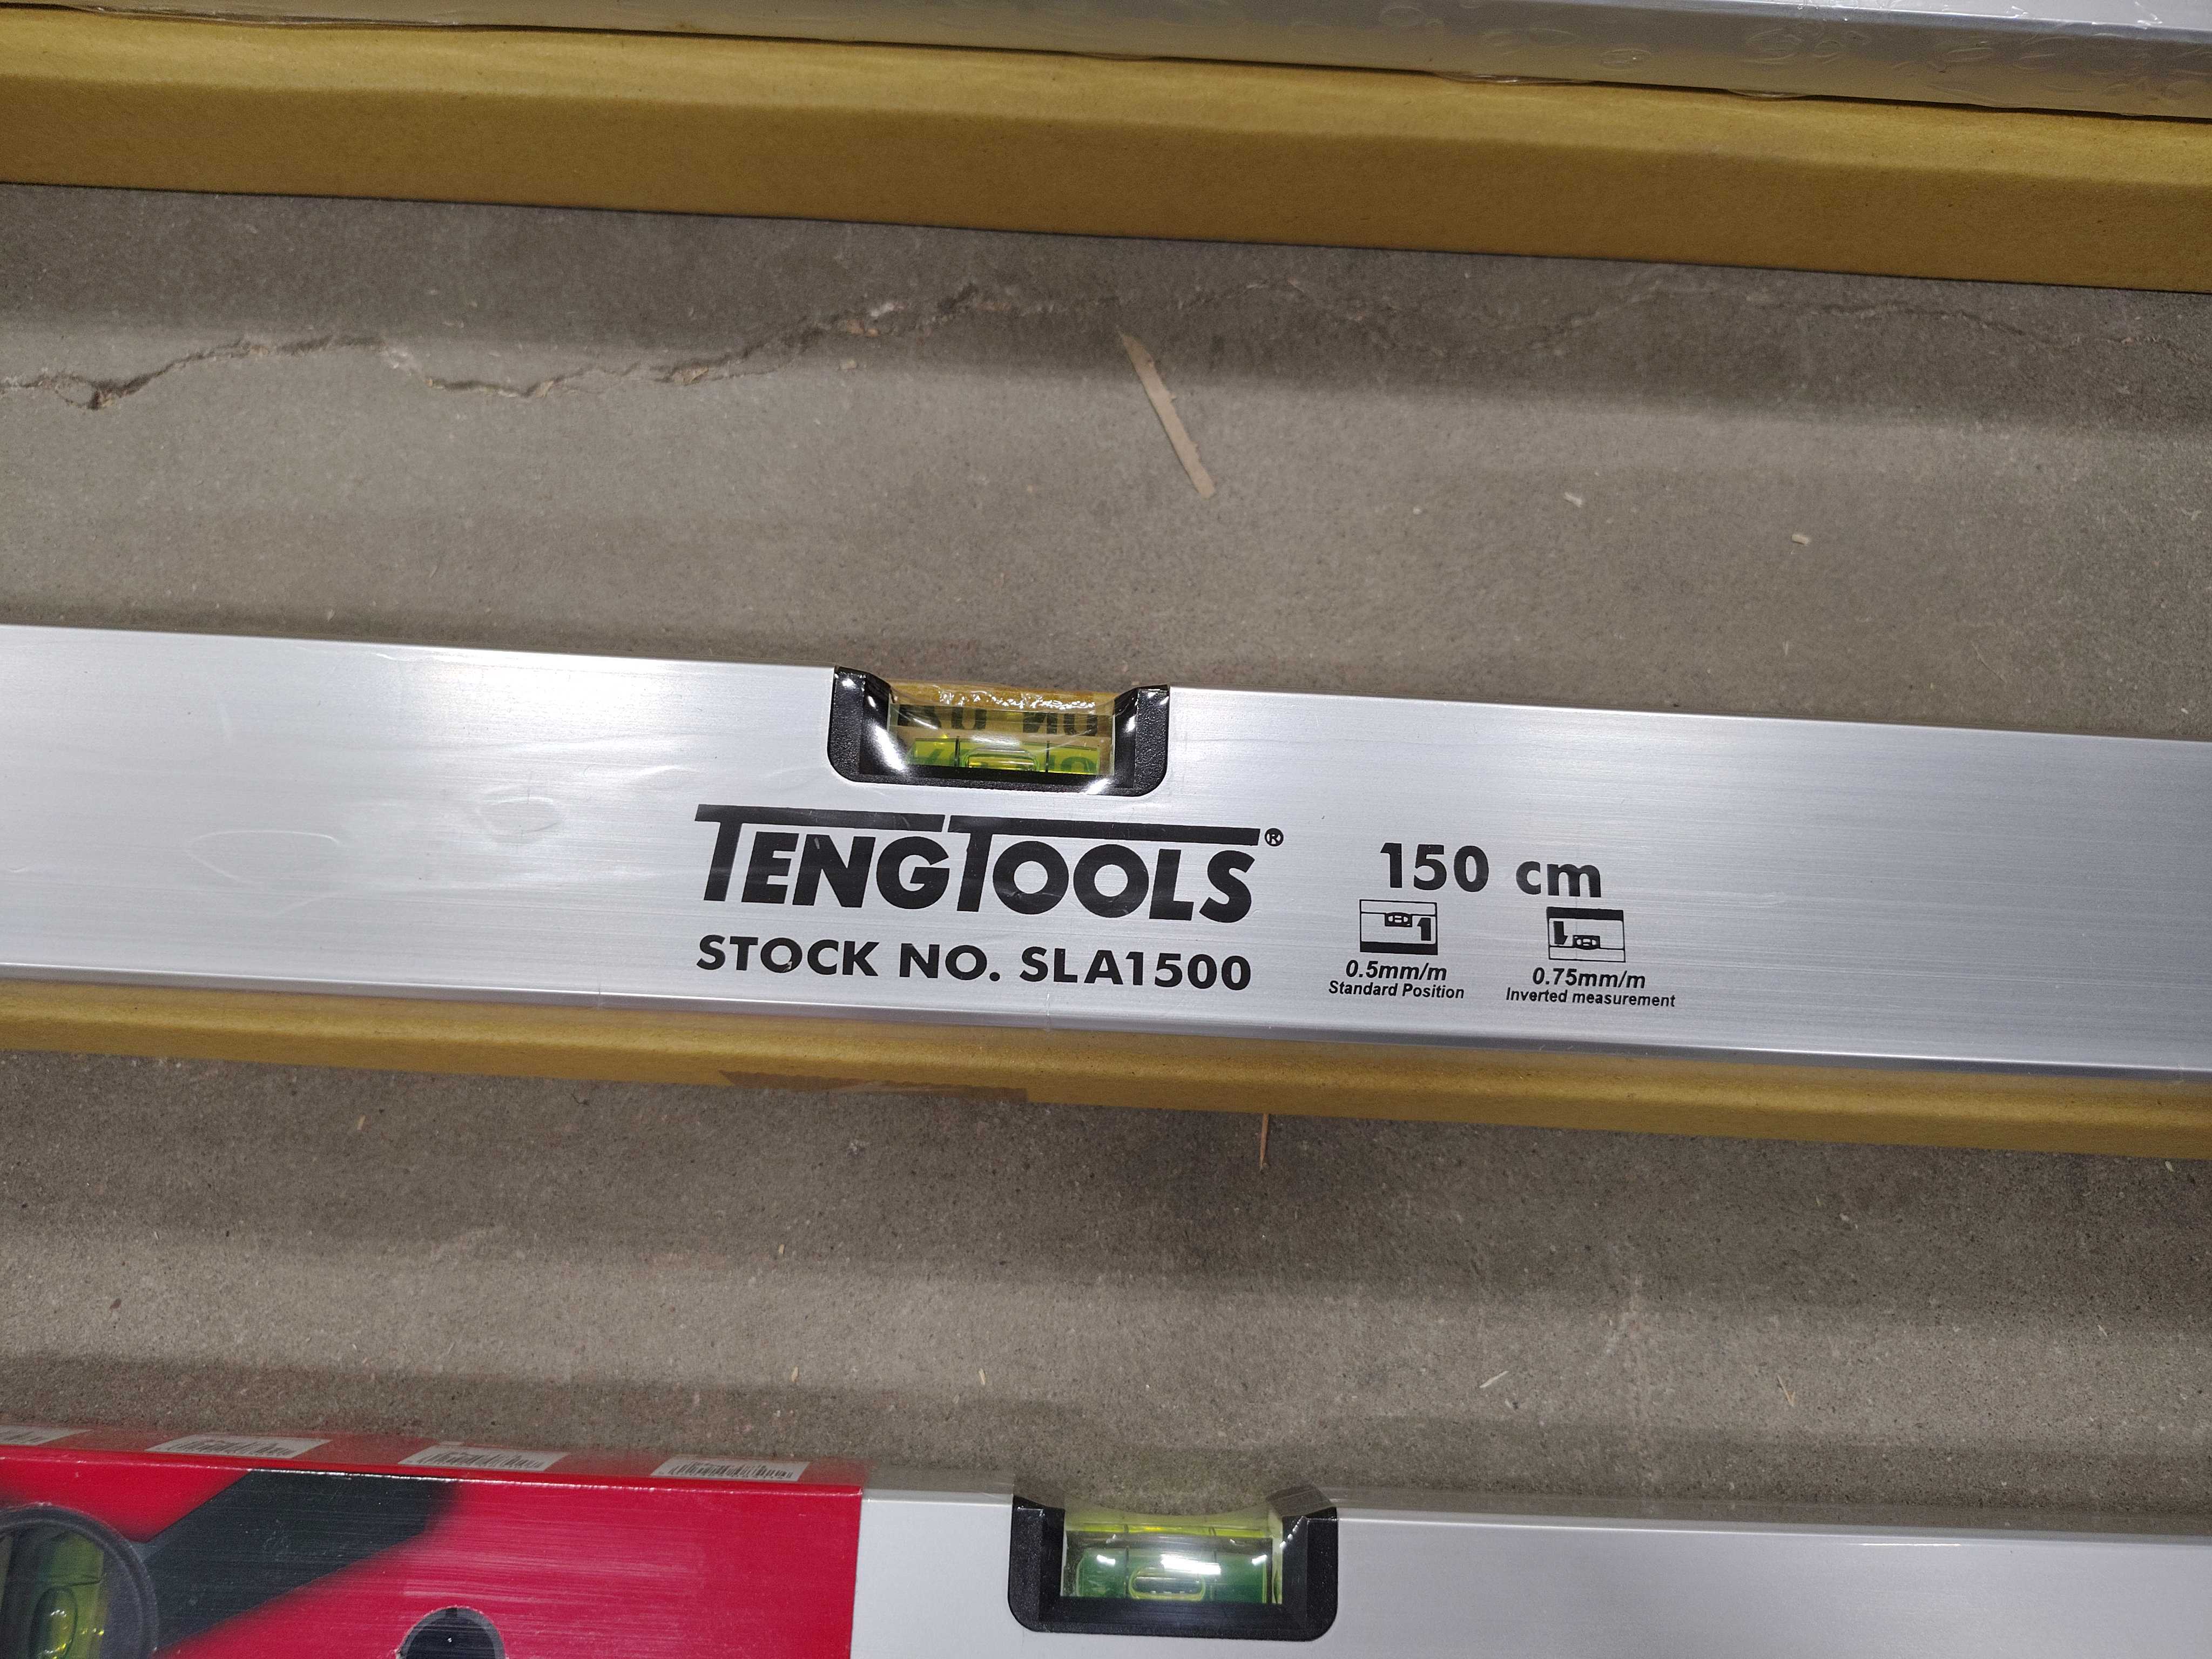 TENGTOOLS®
150 cm
STOCK NO. SLA1500
0.5mm/m
Standard Position
0.75mm/m
Inverted measurement